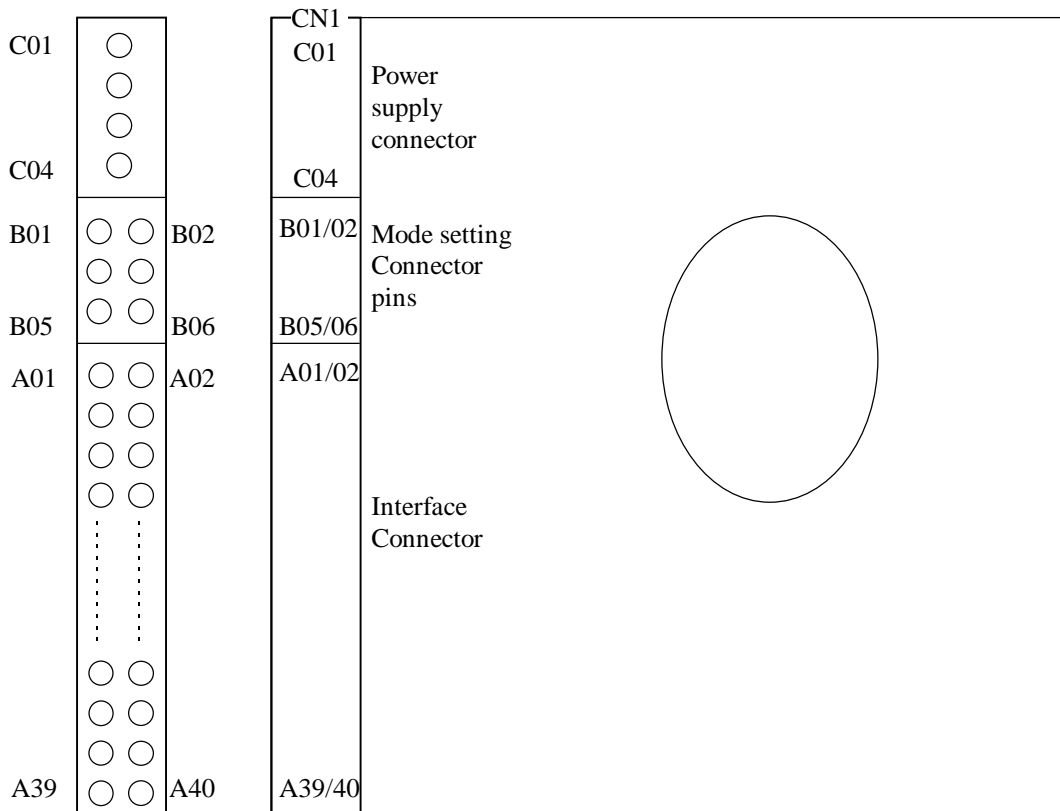 CN1
C01
C04
B01
B02
B05
B06
A01
A02
A39
A40
C01
C04
B01/02
B05/06
A01/02
A39/40
Power
supply
connector
Mode setting
Connector
pins
Interface
Connector